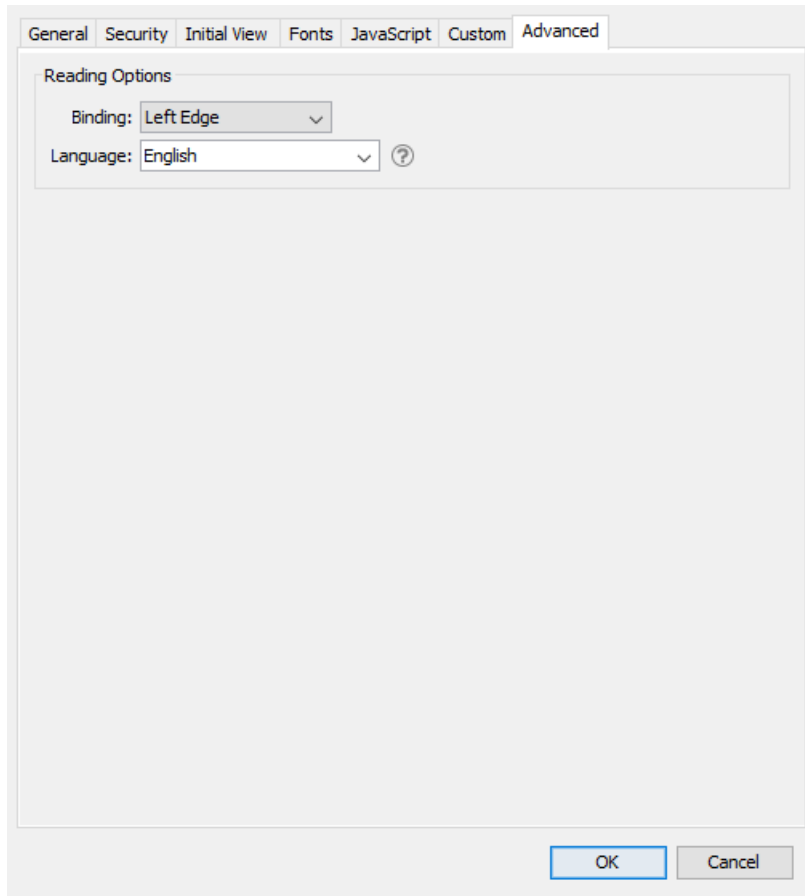 General Security Initial View Fonts JavaScript Custom Advanced
Reading Options
Binding: Left Edge
Language: English ?
OK Cancel